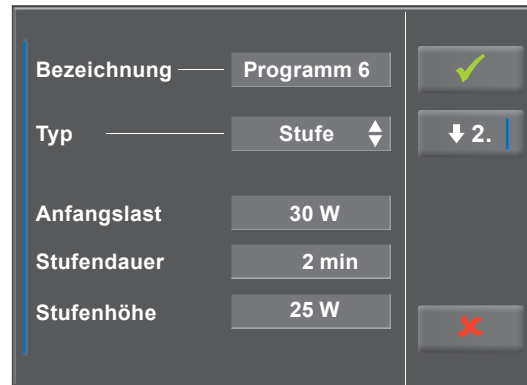 Bezeichnung Programm 6
Typ Stufe 2.
Anfangslast 30 W
Stufendauer 2 min
Stufenhöhe 25 W